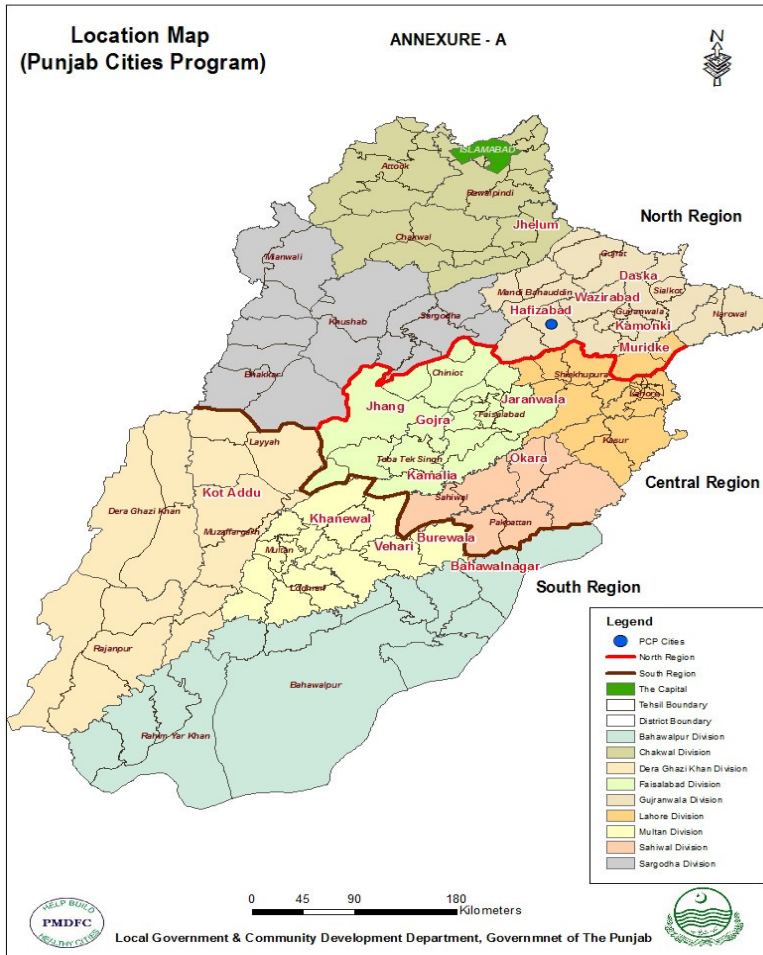 Location Map
(Punjab Cities Program)
ANNEXURE - A
N
ISLAMABAD
Attock
Rawalpindi
Jhelum
North Region
Chakwal
Gujrat
Mianwali
Daska
Mandi Bahauddin
Sialkot
Wazirabad
Khushab
Sargodha
Hafizabad
Gujranwala
Narowal
Kamonki
Muridke
Bhakkar
Chiniot
Sheikhupura
Lahore
Jhang
Jaranwala
Gojra
Faisalabad
Layyah
Kasur
Toba Tek Singh
Okara
Kamalia
Central Region
Kot Addu
Sahiwal
Dera Ghazi Khan
Khanewal
Muzaffargarh
Pakpattan
Burewala
Multan
Vehari
Bahawalnagar
South Region
Lodhran
Rajanpur
Bahawalpur
Rahim Yar Khan
Legend
PCP Cities
North Region
South Region
The Capital
Tehsil Boundary
District Boundary
Bahawalpur Division
Chakwal Division
Dera Ghazi Khan Division
Faisalabad Division
Gujranwala Division
Lahore Division
Multan Division
Sahiwal Division
Sargodha Division
HELP BUILD
PMDFC
HEALTHY CITIES
0 45 90 180
Kilometers
Local Government & Community Development Department, Governmnet of The Punjab